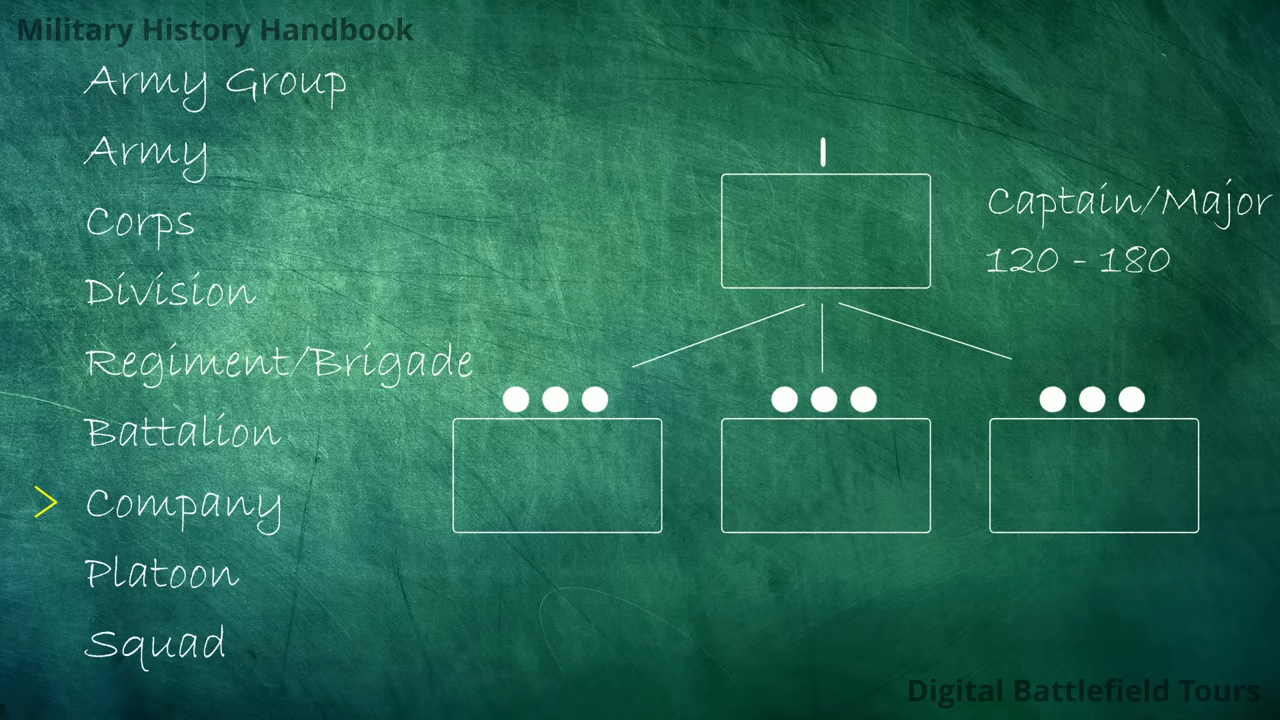 Military History Handbook
Army Group
Army
Corps
Division
Regiment/Brigade
Battalion
> Company
Platoon
Squad
I
Captain/Major
120 - 180
Digital Battlefield Tours